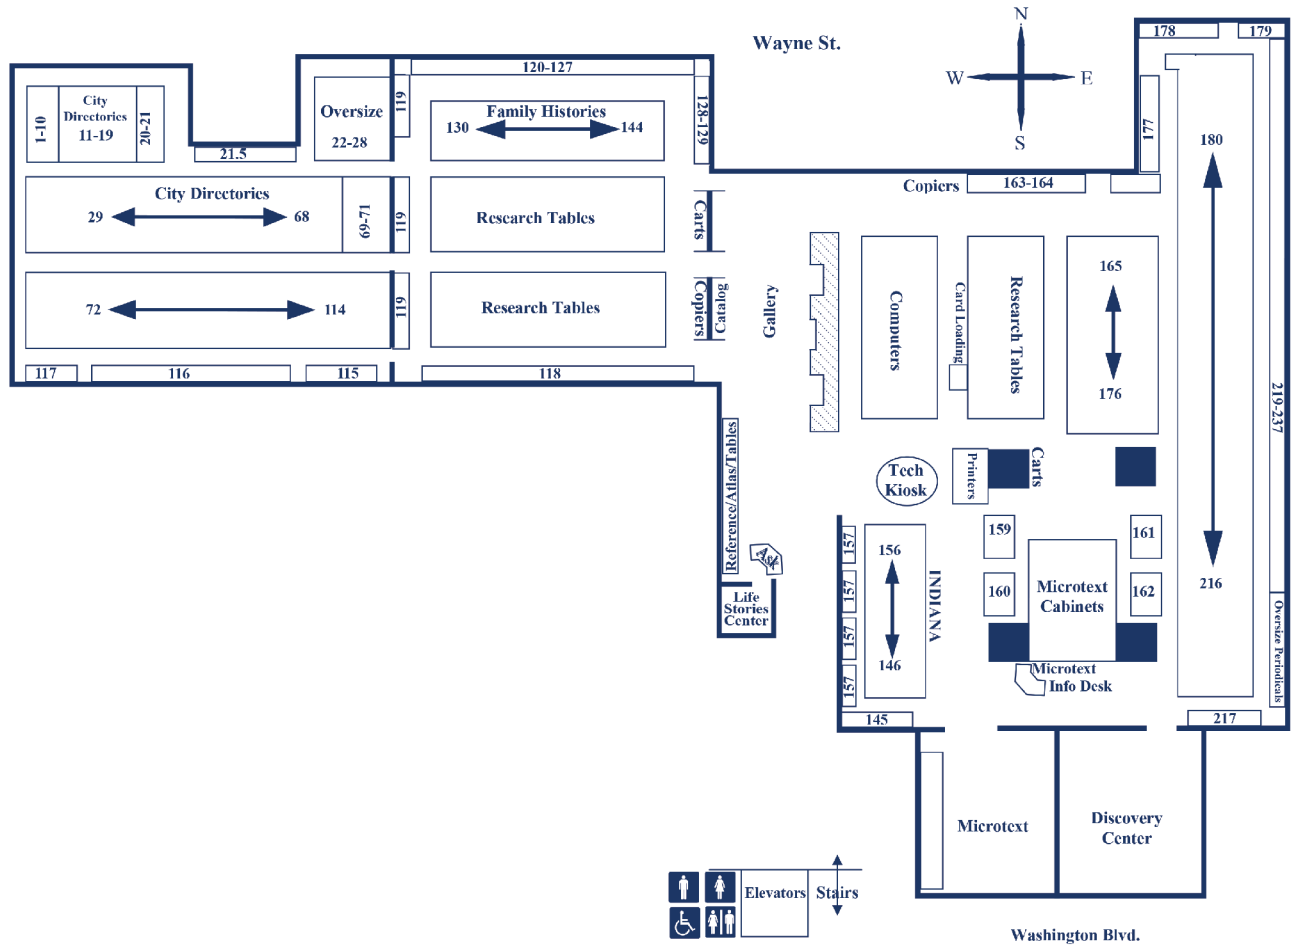 N
W
E
S
Wayne St.
178
179
120-127
119
128-129
177
1-10
City
Directories
11-19
20-21
21.5
Oversize
22-28
Family Histories
130
144
180
Copiers
163-164
City Directories
29
68
69-71
119
Research Tables
Carts
72
114
119
Research Tables
Copiers
Catalog
Gallery
Computers
Card Loading
Research Tables
165
176
219-237
117
116
115
118
Reference/Atlas/Tables
Tech
Kiosk
Printers
Carts
157
157
157
157
156
146
INDIANA
159
160
161
162
Microtext
Cabinets
216
Oversize Periodicals
Ask
Life
Stories
Center
Microtext
Info Desk
145
217
Microtext
Discovery
Center
Elevators
Stairs
Washington Blvd.